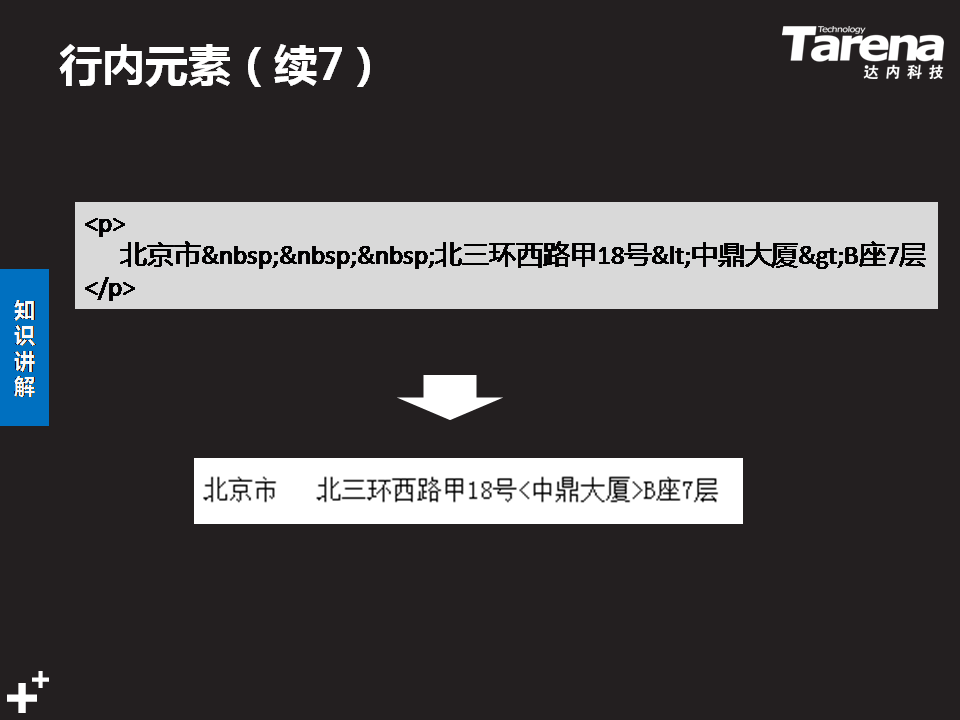 行内元素（续7）
Technology
Tarena
达内科技
<p>
北京市&nbsp;&nbsp;&nbsp;北三环西路甲18号&lt;中鼎大厦&gt;B座7层
</p>
知识讲解
北京市   北三环西路甲18号<中鼎大厦>B座7层